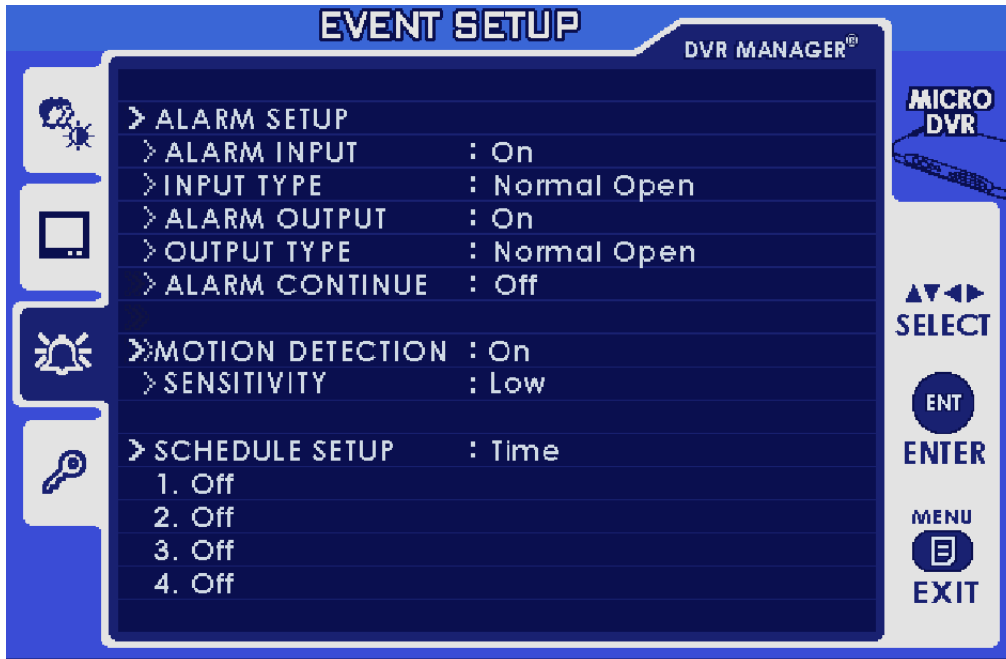 EVENT SETUP
DVR MANAGER®
> ALARM SETUP
> ALARM INPUT : On
> INPUT TYPE : Normal Open
> ALARM OUTPUT : On
> OUTPUT TYPE : Normal Open
> ALARM CONTINUE : Off
>> MOTION DETECTION : On
> SENSITIVITY : Low
> SCHEDULE SETUP : Time
1. Off
2. Off
3. Off
4. Off
MICRO
DVR
▲▼◀▶
SELECT
ENT
ENTER
MENU
EXIT